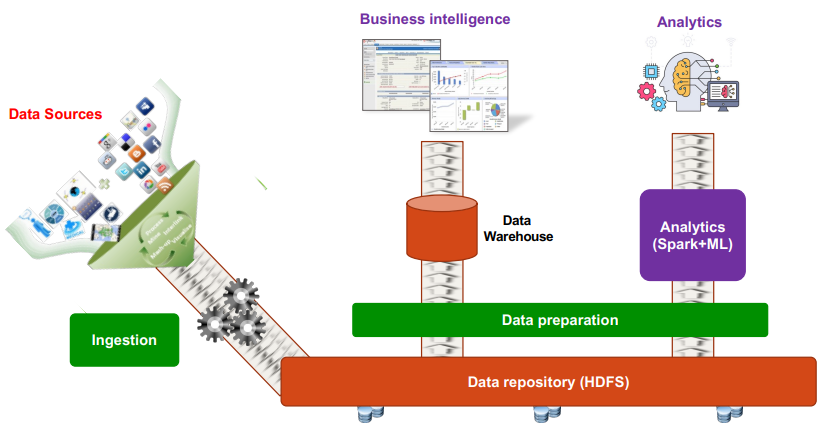 Business intelligence
Analytics
Data Sources
Data
Warehouse
Analytics
(Spark+ML)
Data preparation
Ingestion
Data repository (HDFS)